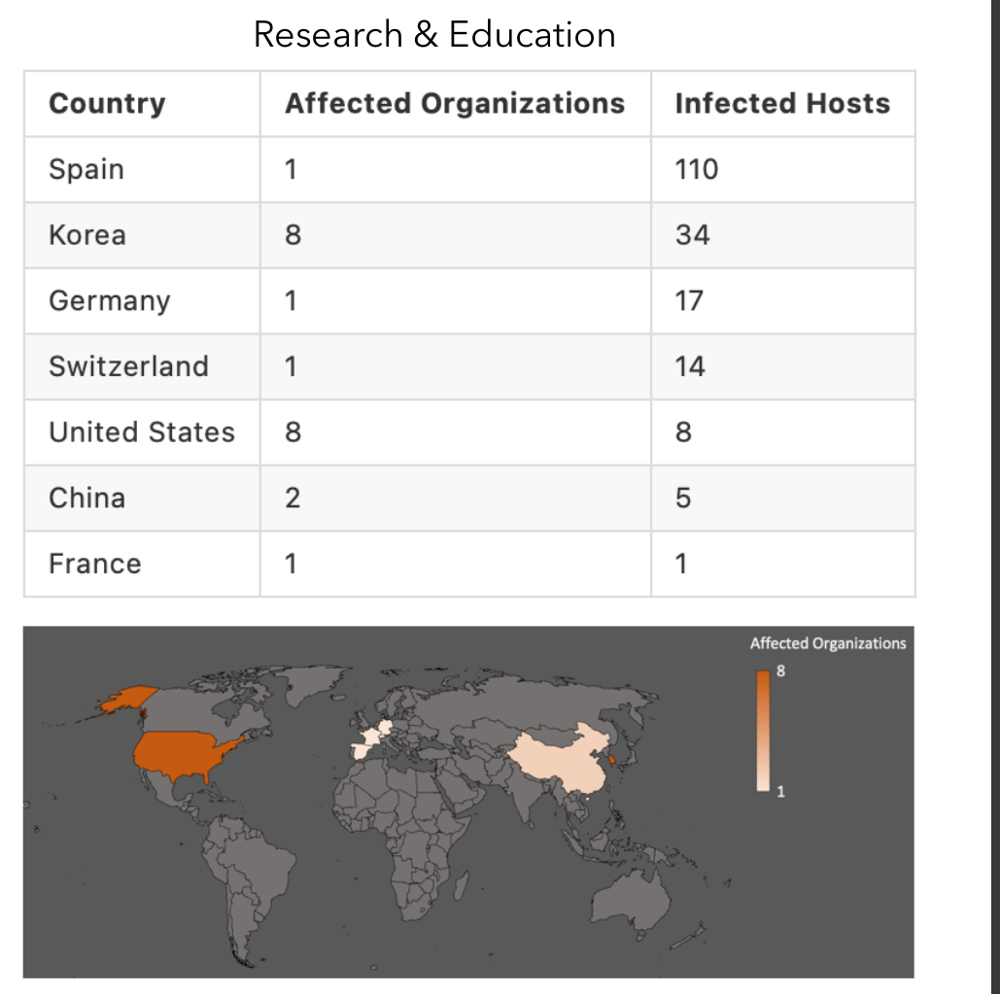 Research & Education
Country Affected Organizations Infected Hosts
Spain 1 110
Korea 8 34
Germany 1 17
Switzerland 1 14
United States 8 8
China 2 5
France 1 1
Affected Organizations
8
1